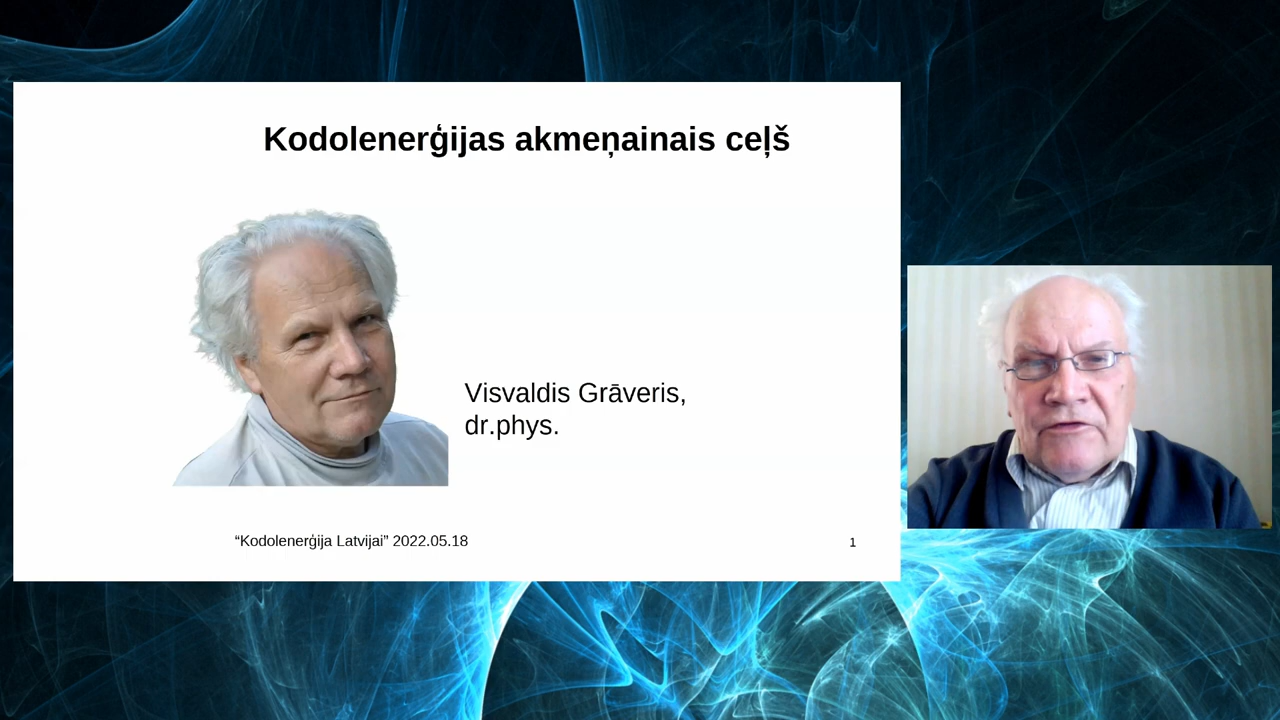 Kodolenerģijas akmeņainais ceļš
Visvaldis Grāveris,
dr.phys.
“Kodolenerģija Latvijai” 2022.05.18
1